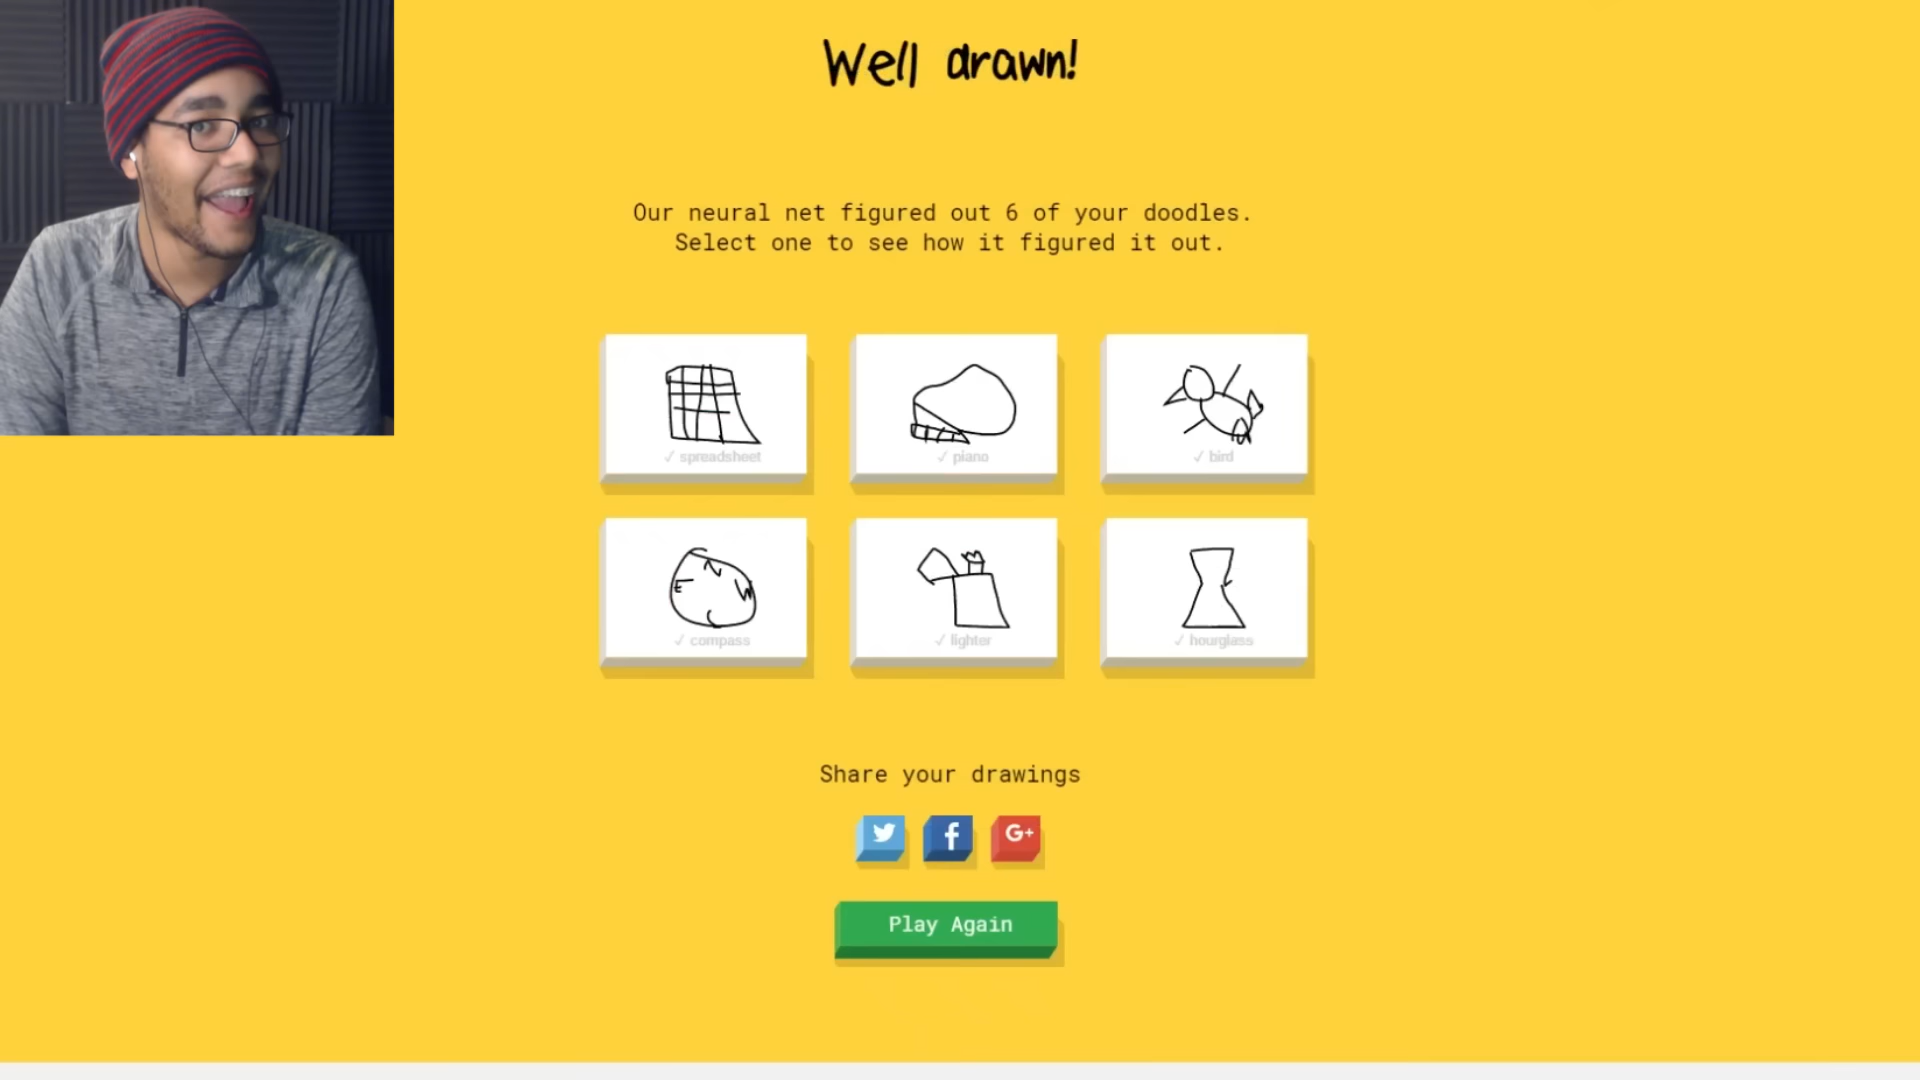 Well drawn!
Our neural net figured out 6 of your doodles.
Select one to see how it figured it out.
✓ spreadsheet
✓ piano
✓ bird
N
E W
✓ compass
✓ lighter
✓ hourglass
Share your drawings
f
G+
Play Again